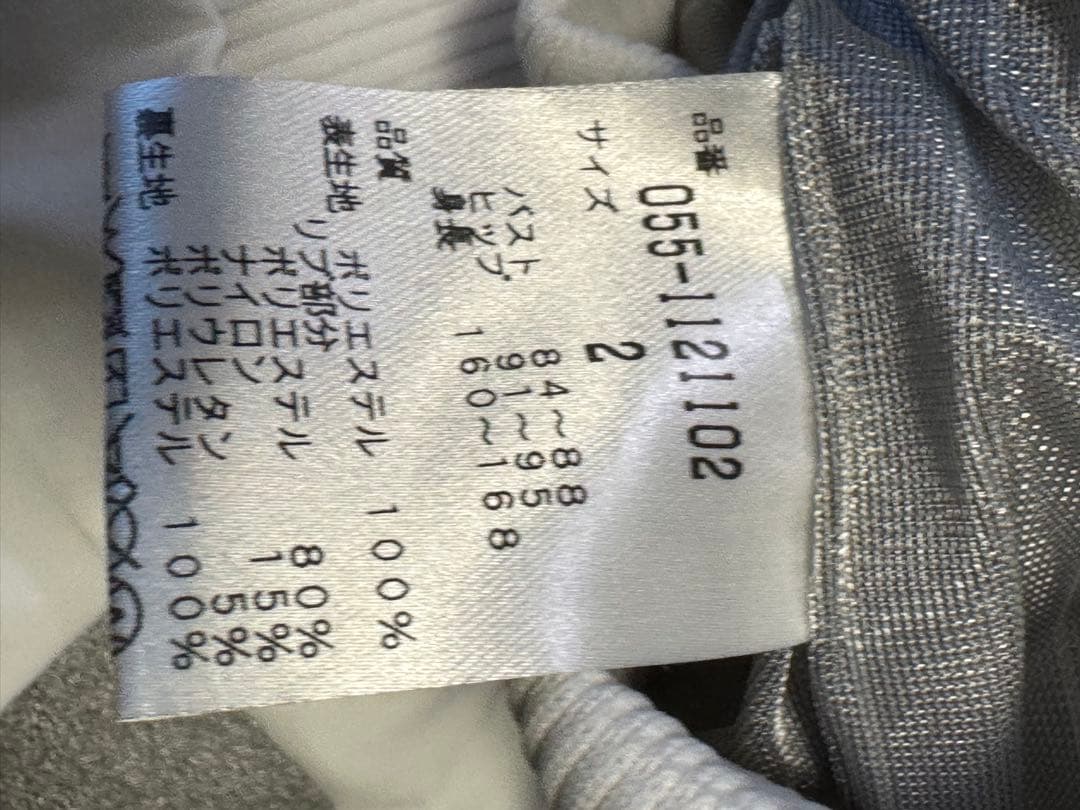 品番 055-1121102
サイズ 2
バスト 84~88
ヒップ 91~95
身長 160~168
品質
表生地 ポリエステル 100%
リブ部分
ポリエステル 80%
ナイロン 15%
ポリウレタン 5%
裏生地 ポリエステル 100%